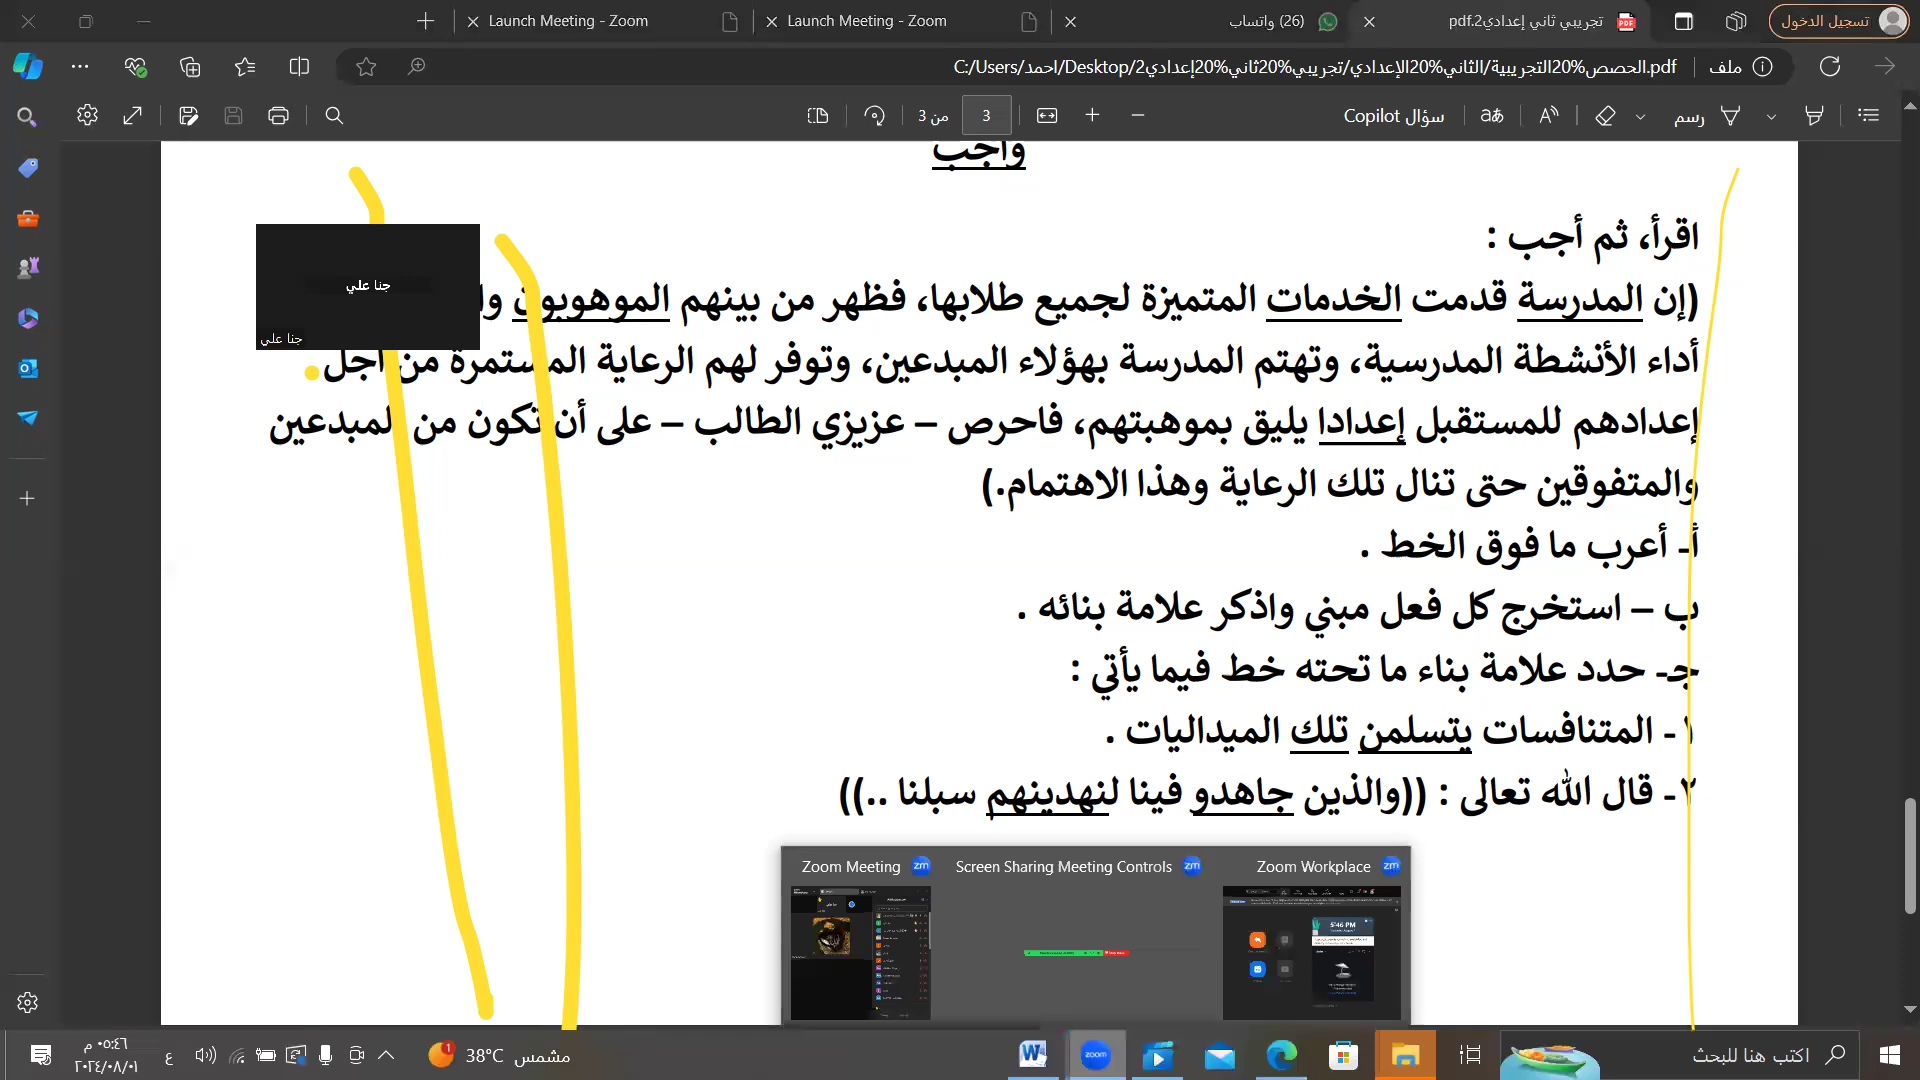 Launch Meeting - Zoom
Launch Meeting - Zoom
(26) واتساب
تجريبي ثاني إعدادي2.pdf
تسجيل الدخول
C:/Users/احمد/Desktop/الحصص%20التجريبية/الثاني%20الإعدادي/تجريبي%20ثاني%20إعدادي2.pdf
ملف
3 من 3
سؤال Copilot
رسم
واجب
اقرأ، ثم أجب :
(إن المدرسة قدمت الخدمات المتميزة لجميع طلابها، فظهر من بينهم الموهوبون
أداء الأنشطة المدرسية، وتهتم المدرسة بهؤلاء المبدعين، وتوفر لهم الرعاية المستمرة من أجل
إعدادهم للمستقبل إعدادا يليق بموهبتهم، فاحرص – عزيزي الطالب – على أن تكون من المبدعين
والمتفوقين حتى تنال تلك الرعاية وهذا الاهتمام.)
أ- أعرب ما فوق الخط .
ب – استخرج كل فعل مبني واذكر علامة بنائه .
جـ- حدد علامة بناء ما تحته خط فيما يأتي :
١- المتنافسات يتسلمن تلك الميداليات .
٢- قال الله تعالى : ((والذين جاهدو فينا لنهدينهم سبلنا ..))
جنا علي
جنا علي
Zoom Meeting
Screen Sharing Meeting Controls
Zoom Workplace
5:46 PM
٠٥:٤٦ م
٢٠٢٤/٠٨/٠١
ع
38°C مشمس
اكتب هنا للبحث